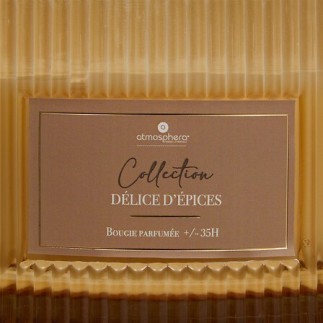 atmosphera
Collection
DÉLICE D'ÉPICES
BOUGIE PARFUMÉE +/- 35H